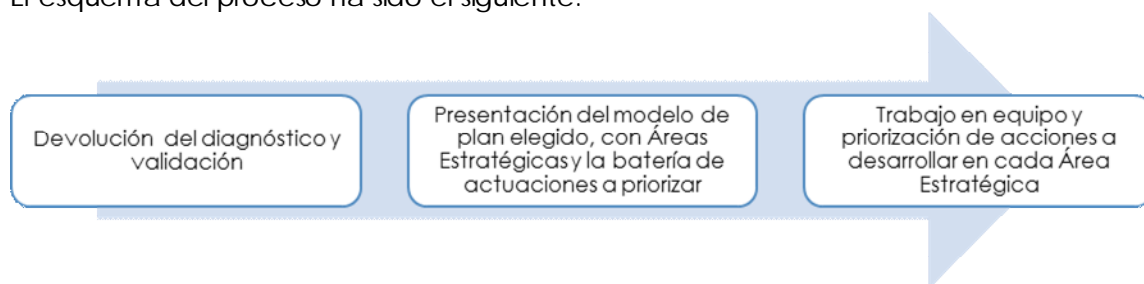 El esquema del proceso ha sido el siguiente:
Devolución del diagnóstico y
validación
Presentación del modelo de
plan elegido, con Áreas
Estratégicas y la batería de
actuaciones a priorizar
Trabajo en equipo y
priorización de acciones a
desarrollar en cada Área
Estratégica